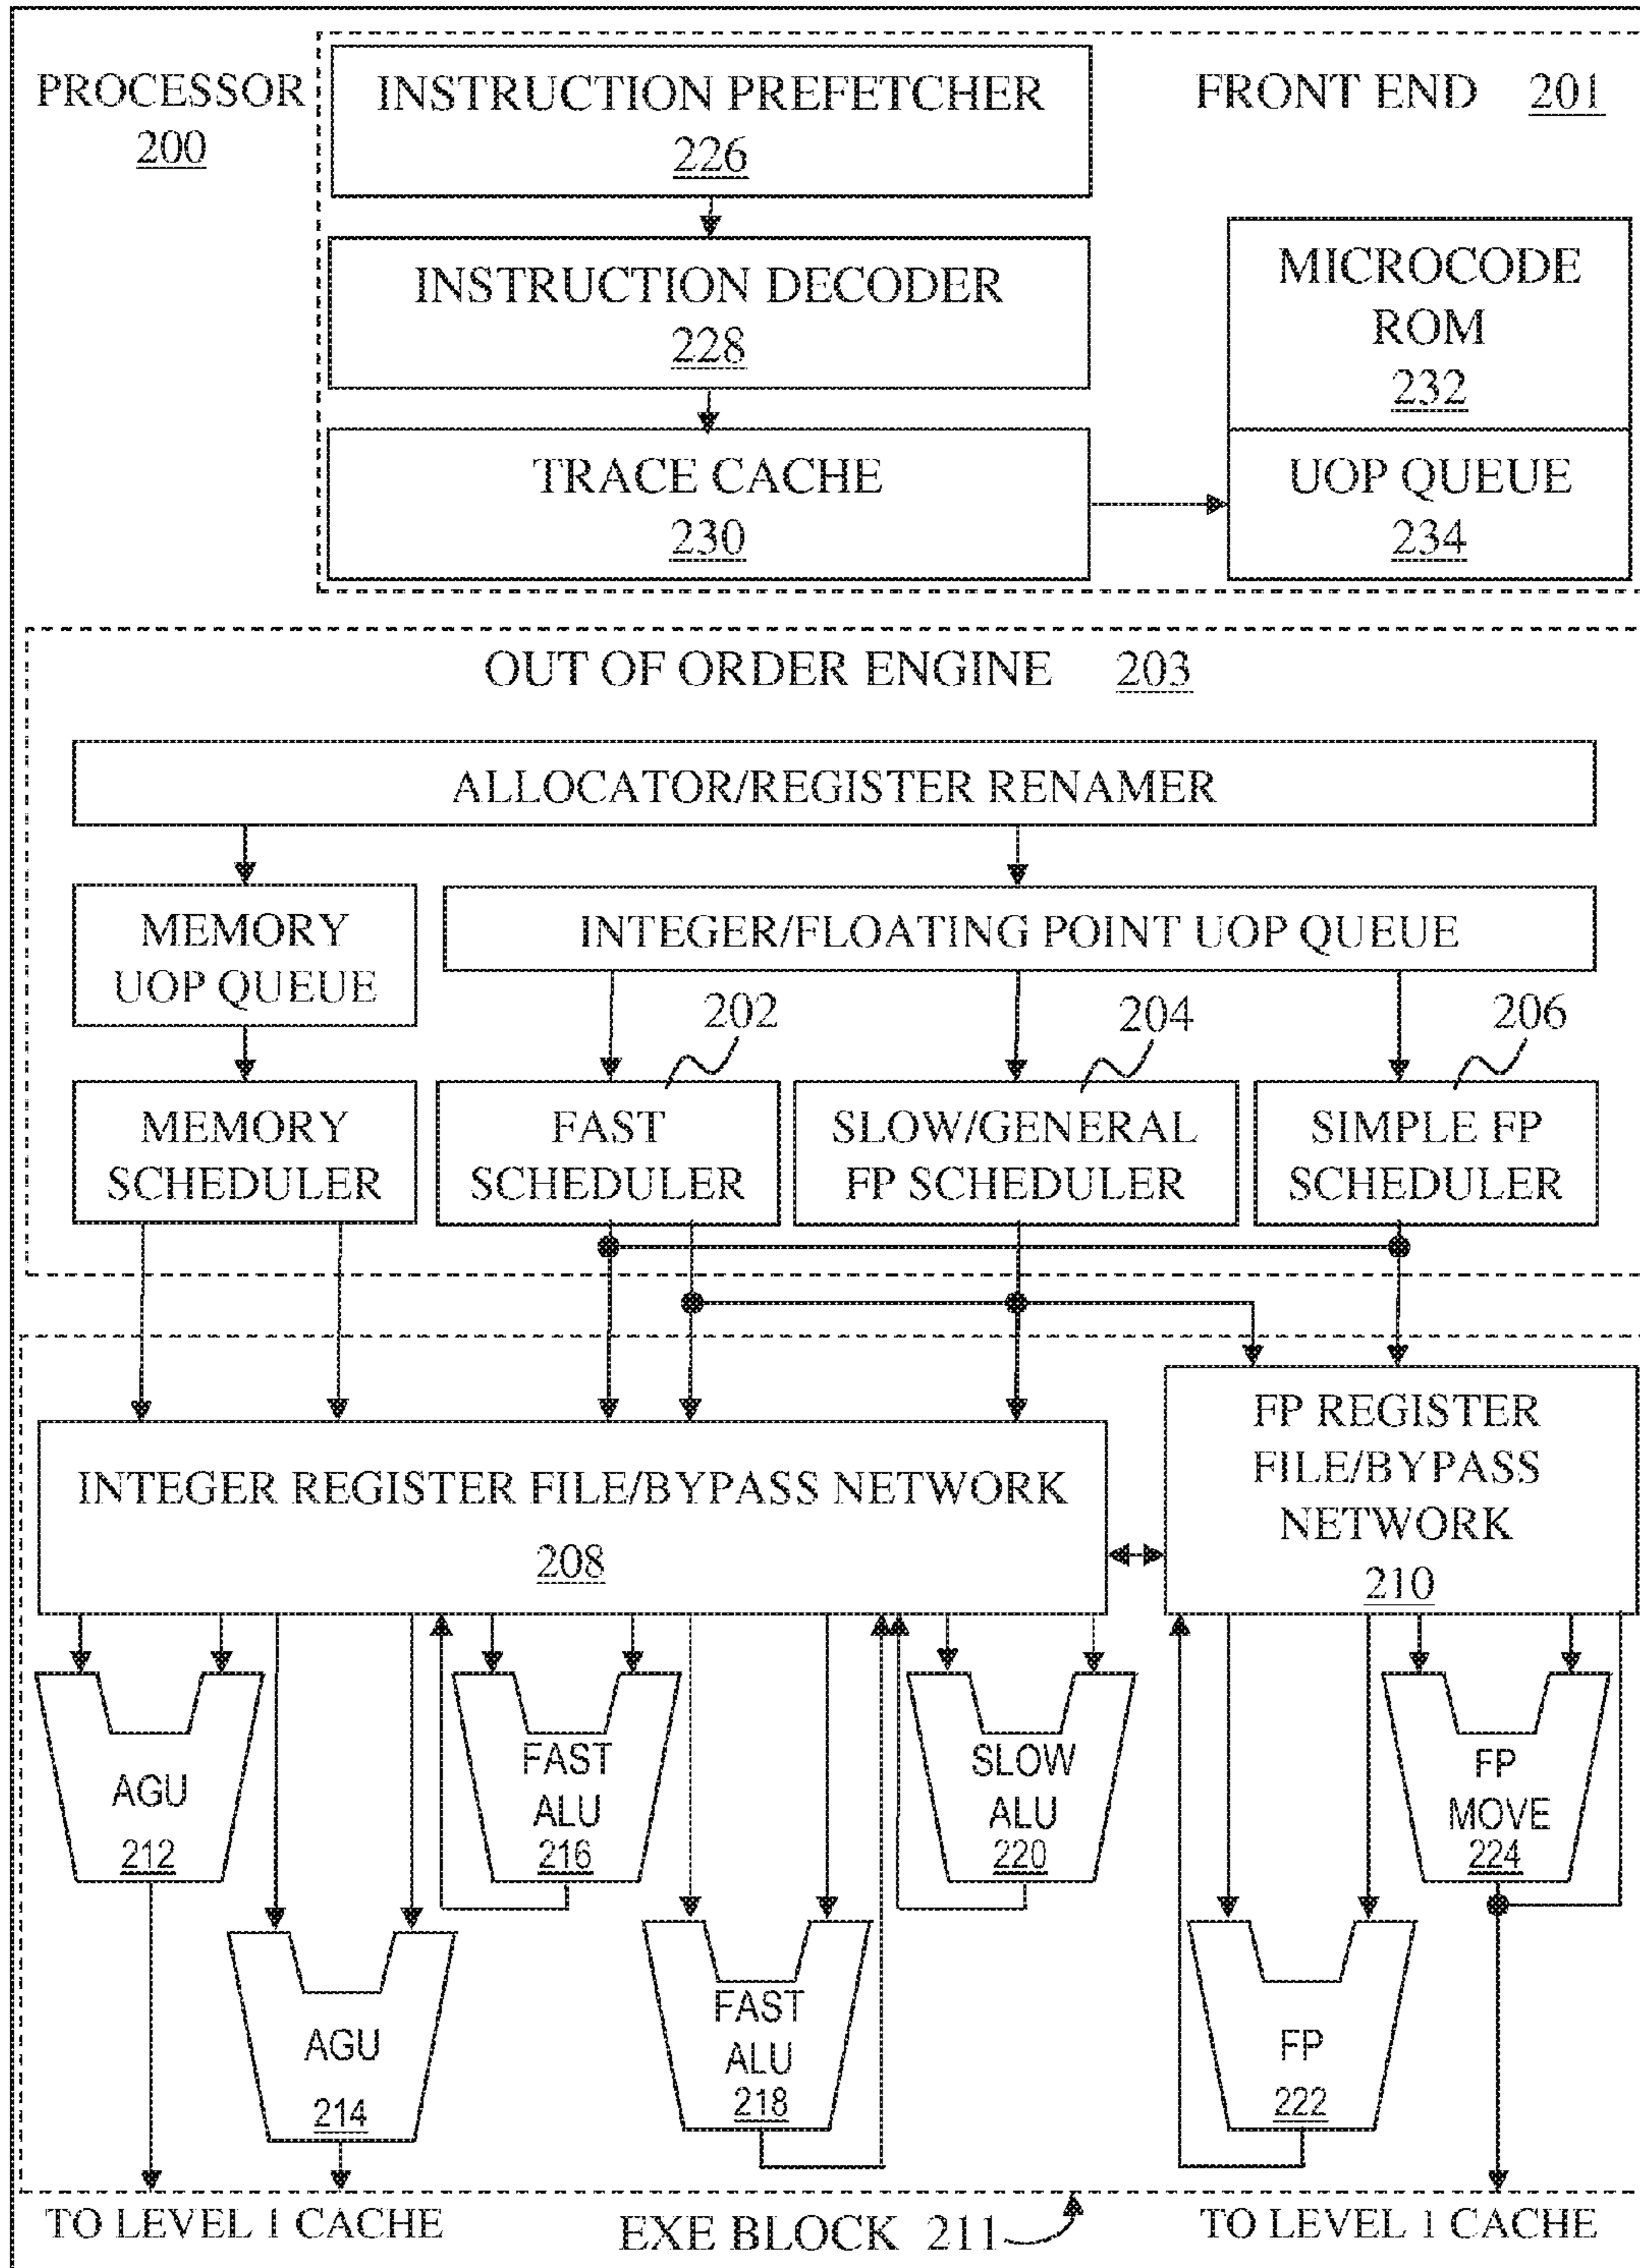 PROCESSOR
200
INSTRUCTION PREFETCHER
226
FRONT END 201
INSTRUCTION DECODER
228
MICROCODE
ROM
232
TRACE CACHE
230
UOP QUEUE
234
OUT OF ORDER ENGINE 203
ALLOCATOR/REGISTER RENAMER
MEMORY
UOP QUEUE
INTEGER/FLOATING POINT UOP QUEUE
202
204
206
MEMORY
SCHEDULER
FAST
SCHEDULER
SLOW/GENERAL
FP SCHEDULER
SIMPLE FP
SCHEDULER
INTEGER REGISTER FILE/BYPASS NETWORK
208
FP REGISTER
FILE/BYPASS
NETWORK
210
AGU
212
FAST
ALU
216
SLOW
ALU
220
FP
MOVE
224
AGU
214
FAST
ALU
218
FP
222
TO LEVEL 1 CACHE
EXE BLOCK 211
TO LEVEL 1 CACHE